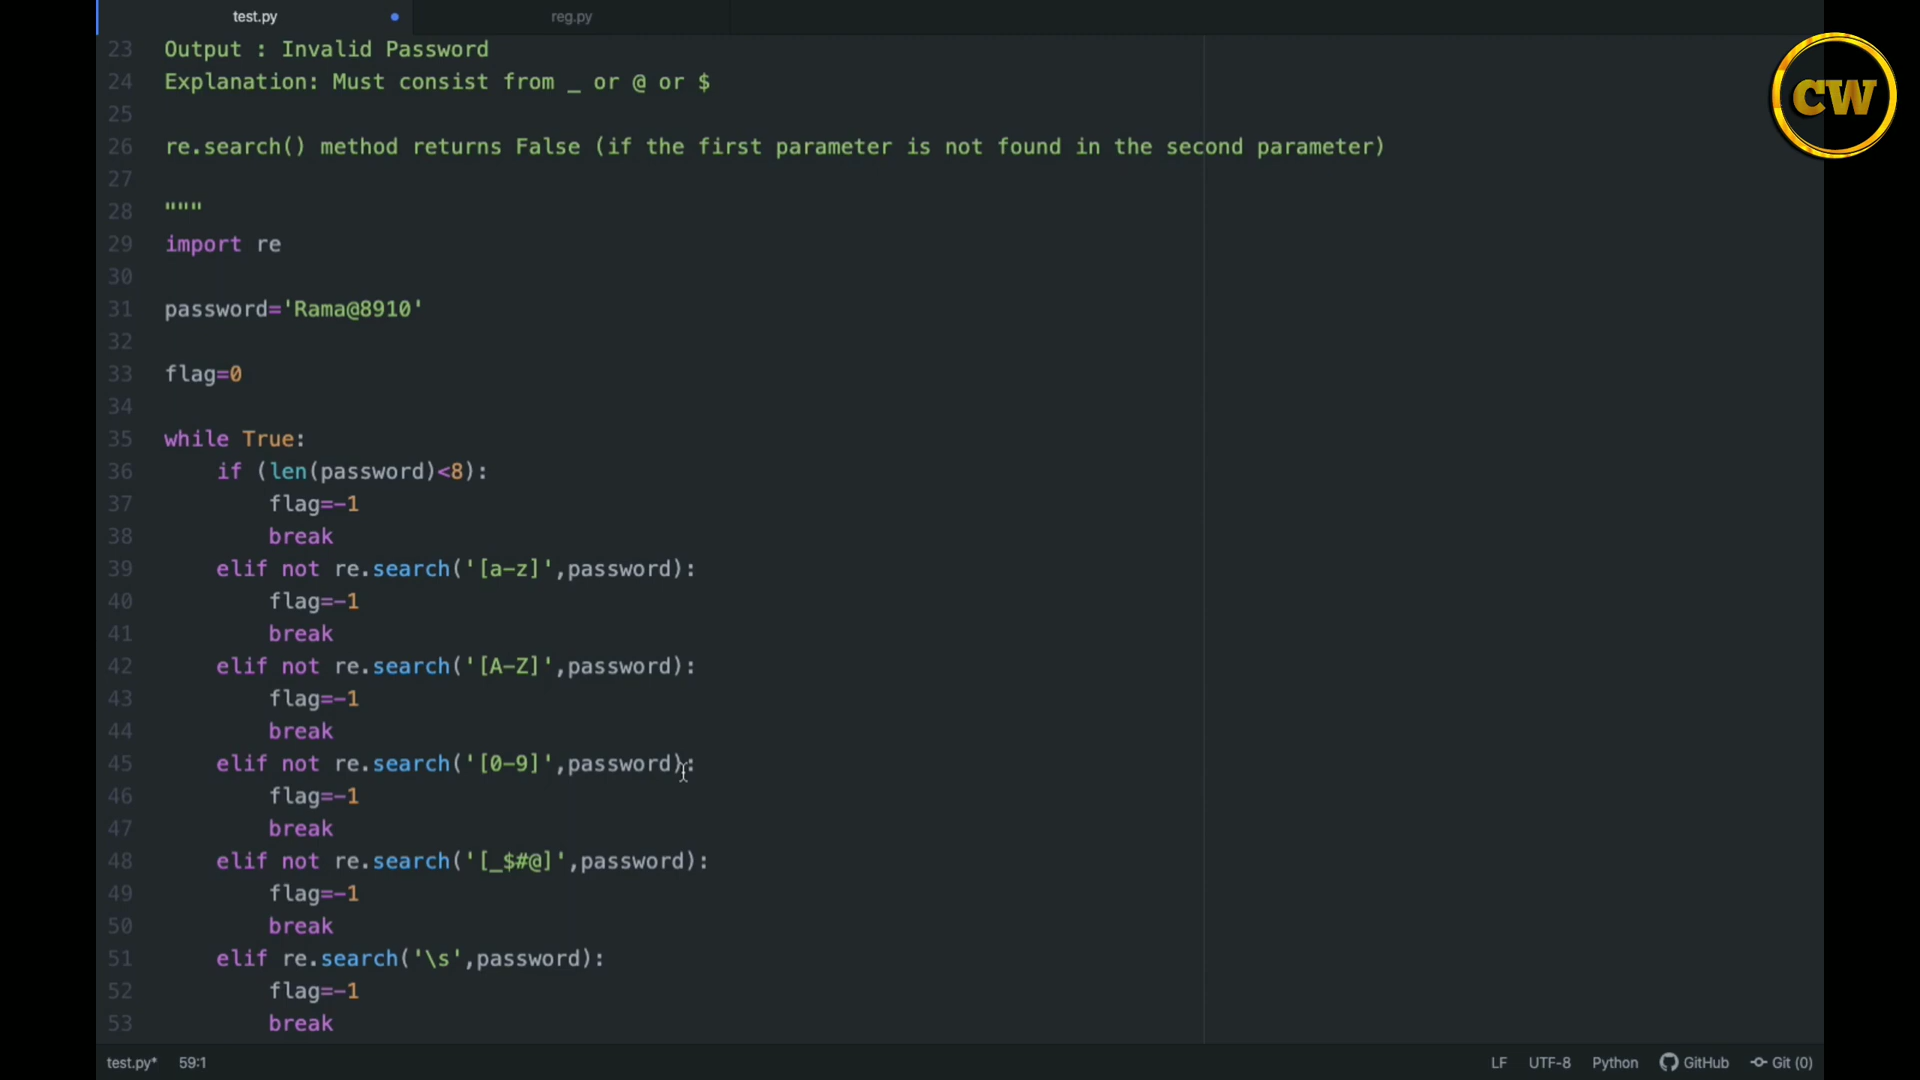 test.py
reg.py
CW
23 Output : Invalid Password
24 Explanation: Must consist from _ or @ or $
25
26 re.search() method returns False (if the first parameter is not found in the second parameter)
27
28 """
29 import re
30
31 password='Rama@8910'
32
33 flag=0
34
35 while True:
36     if (len(password)<8):
37         flag=-1
38         break
39     elif not re.search('[a-z]',password):
40         flag=-1
41         break
42     elif not re.search('[A-Z]',password):
43         flag=-1
44         break
45     elif not re.search('[0-9]',password):
46         flag=-1
47         break
48     elif not re.search('[_$#@]',password):
49         flag=-1
50         break
51     elif re.search('\s',password):
52         flag=-1
53         break
test.py* 59:1 LF UTF-8 Python GitHub Git (0)